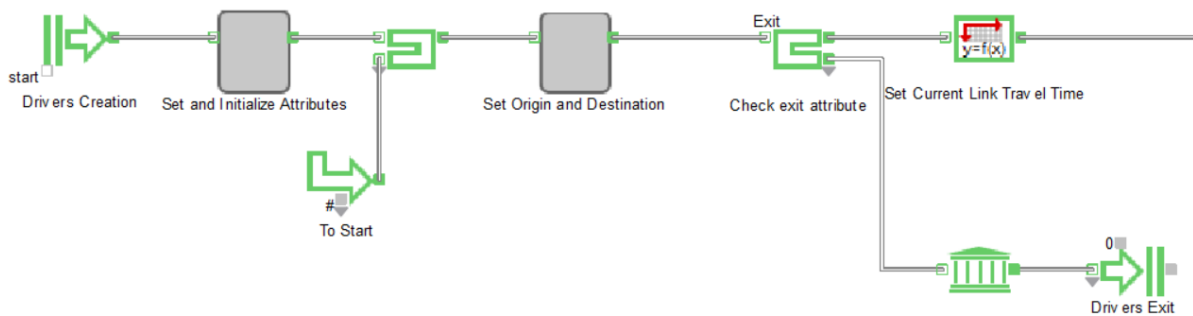 Exit
y=f(x)
start
Drivers Creation
Set and Initialize Attributes
Set Origin and Destination
Check exit attribute
Set Current Link Travel Time
#
To Start
0
Drivers Exit